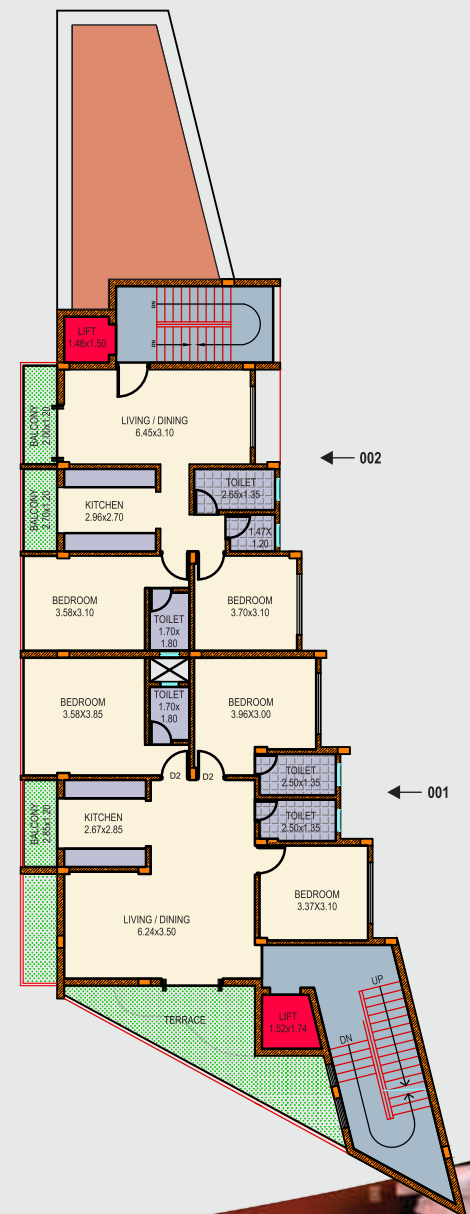 DN
DN
LIFT
1.46x1.50
BALCONY
2.00x1.20
LIVING / DINING
6.45x3.10
002
BALCONY
2.70x1.20
KITCHEN
2.96x2.70
TOILET
2.65x1.35
1.47X
1.20
BEDROOM
3.58x3.10
TOILET
1.70x
1.80
BEDROOM
3.70x3.10
BEDROOM
3.58X3.85
TOILET
1.70x
1.80
BEDROOM
3.96X3.00
D2
D2
TOILET
2.50x1.35
001
BALCONY
2.85x1.20
KITCHEN
2.67x2.85
TOILET
2.50x1.35
BEDROOM
3.37X3.10
LIVING / DINING
6.24x3.50
UP
TERRACE
LIFT
1.52x1.74
DN